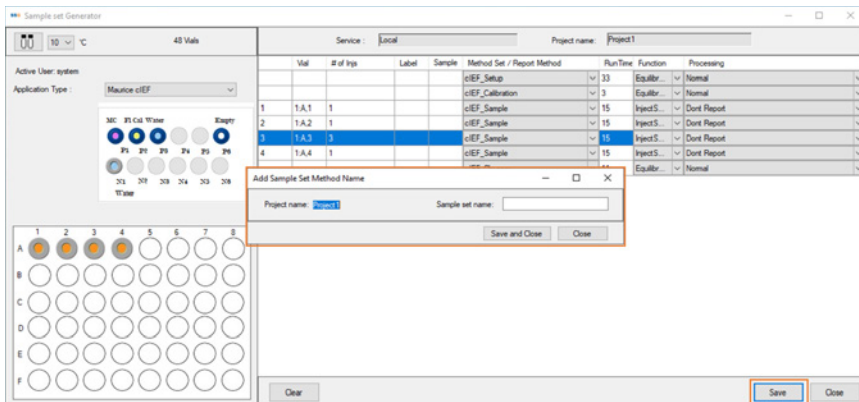 Sample set Generator
10 °C 48 Vials
Service : Local Project name: Project1
Active User: system
Application Type : Maurice cIEF
MC Fl Cal Water Empty
P1 P2 P3 P4 P5 P6
N1 N2 N3 N4 N5 N6
Water
1 2 3 4 5 6 7 8
A
B
C
D
E
F
Vial # of Injs Label Sample Method Set / Report Method RunTime Function Processing
cIEF_Setup 33 Equilibr... Normal
cIEF_Calibration 3 Equilibr... Normal
1 1:A,1 1 cIEF_Sample 15 Inject S... Dont Report
2 1:A,2 1 cIEF_Sample 15 Inject S... Dont Report
3 1:A,3 3 cIEF_Sample 15 Inject S... Dont Report
4 1:A,4 1 cIEF_Sample 15 Inject S... Dont Report
Equilibr... Normal
Add Sample Set Method Name
Project name: Project1 Sample set name:
Save and Close Close
Clear Save Close